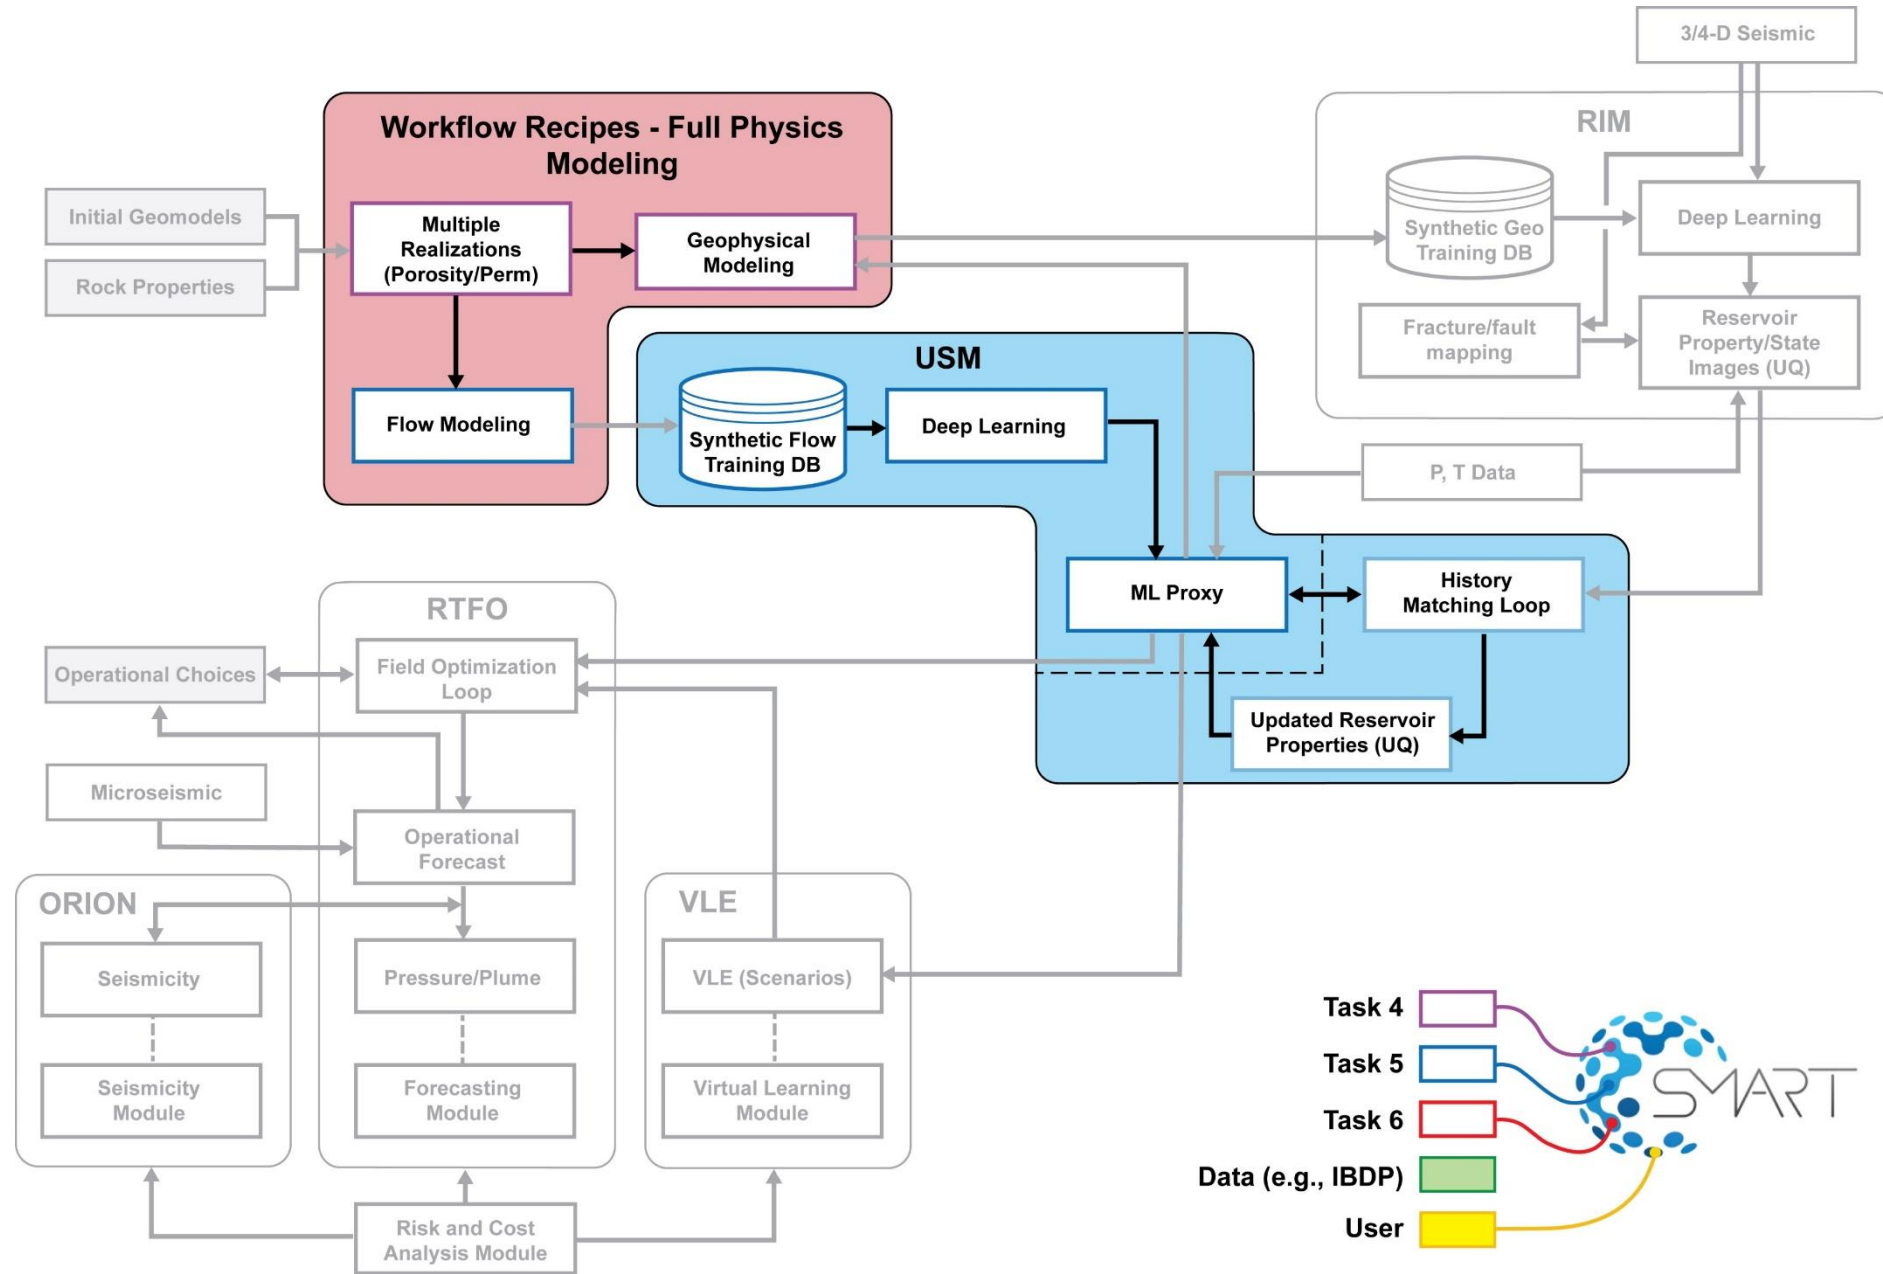 3/4-D Seismic
Workflow Recipes - Full Physics
Modeling
RIM
Initial Geomodels
Rock Properties
Multiple
Realizations
(Porosity/Perm)
Geophysical
Modeling
Synthetic Geo
Training DB
Deep Learning
Fracture/fault
mapping
Reservoir
Property/State
Images (UQ)
USM
Flow Modeling
Synthetic Flow
Training DB
Deep Learning
P, T Data
ML Proxy
History
Matching Loop
Updated Reservoir
Properties (UQ)
RTFO
Operational Choices
Field Optimization
Loop
Microseismic
Operational
Forecast
ORION
Seismicity
Seismicity
Module
Pressure/Plume
Forecasting
Module
VLE
VLE (Scenarios)
Virtual Learning
Module
Risk and Cost
Analysis Module
Task 4
Task 5
Task 6
Data (e.g., IBDP)
User
SMART